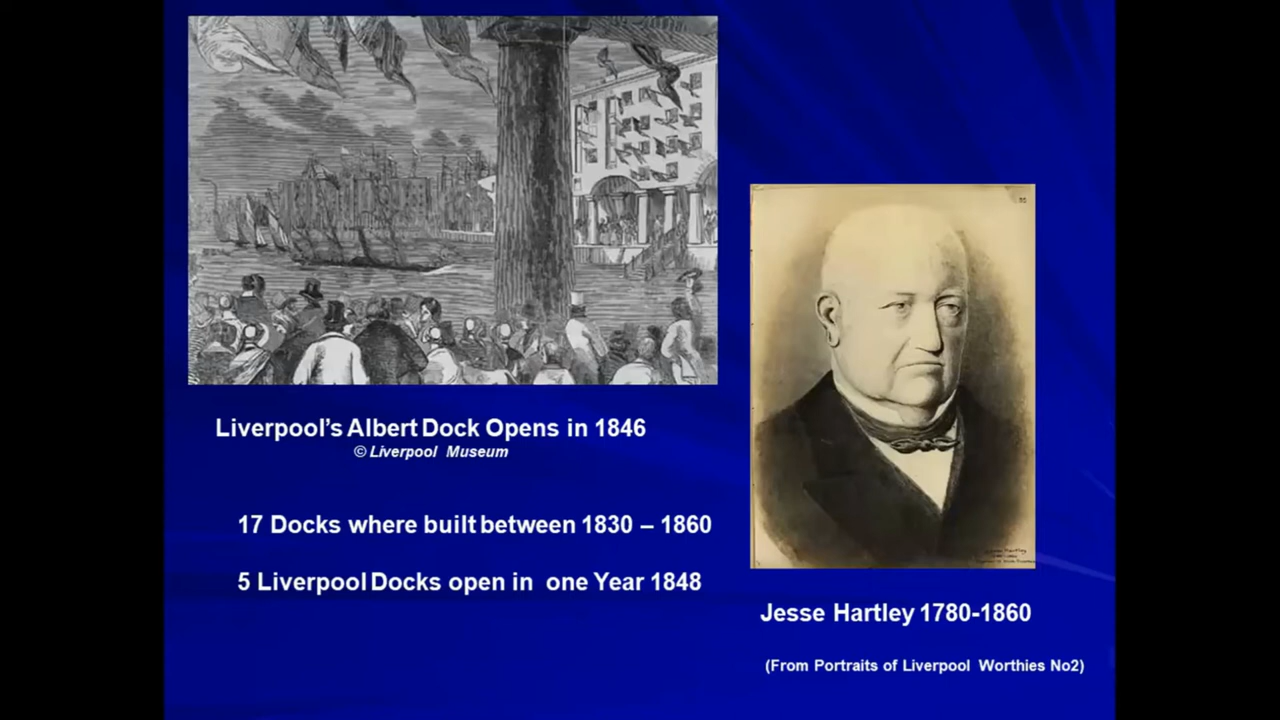 Liverpool's Albert Dock Opens in 1846
© Liverpool Museum
17 Docks where built between 1830 – 1860
5 Liverpool Docks open in one Year 1848
Jesse Hartley 1780-1860
(From Portraits of Liverpool Worthies No2)